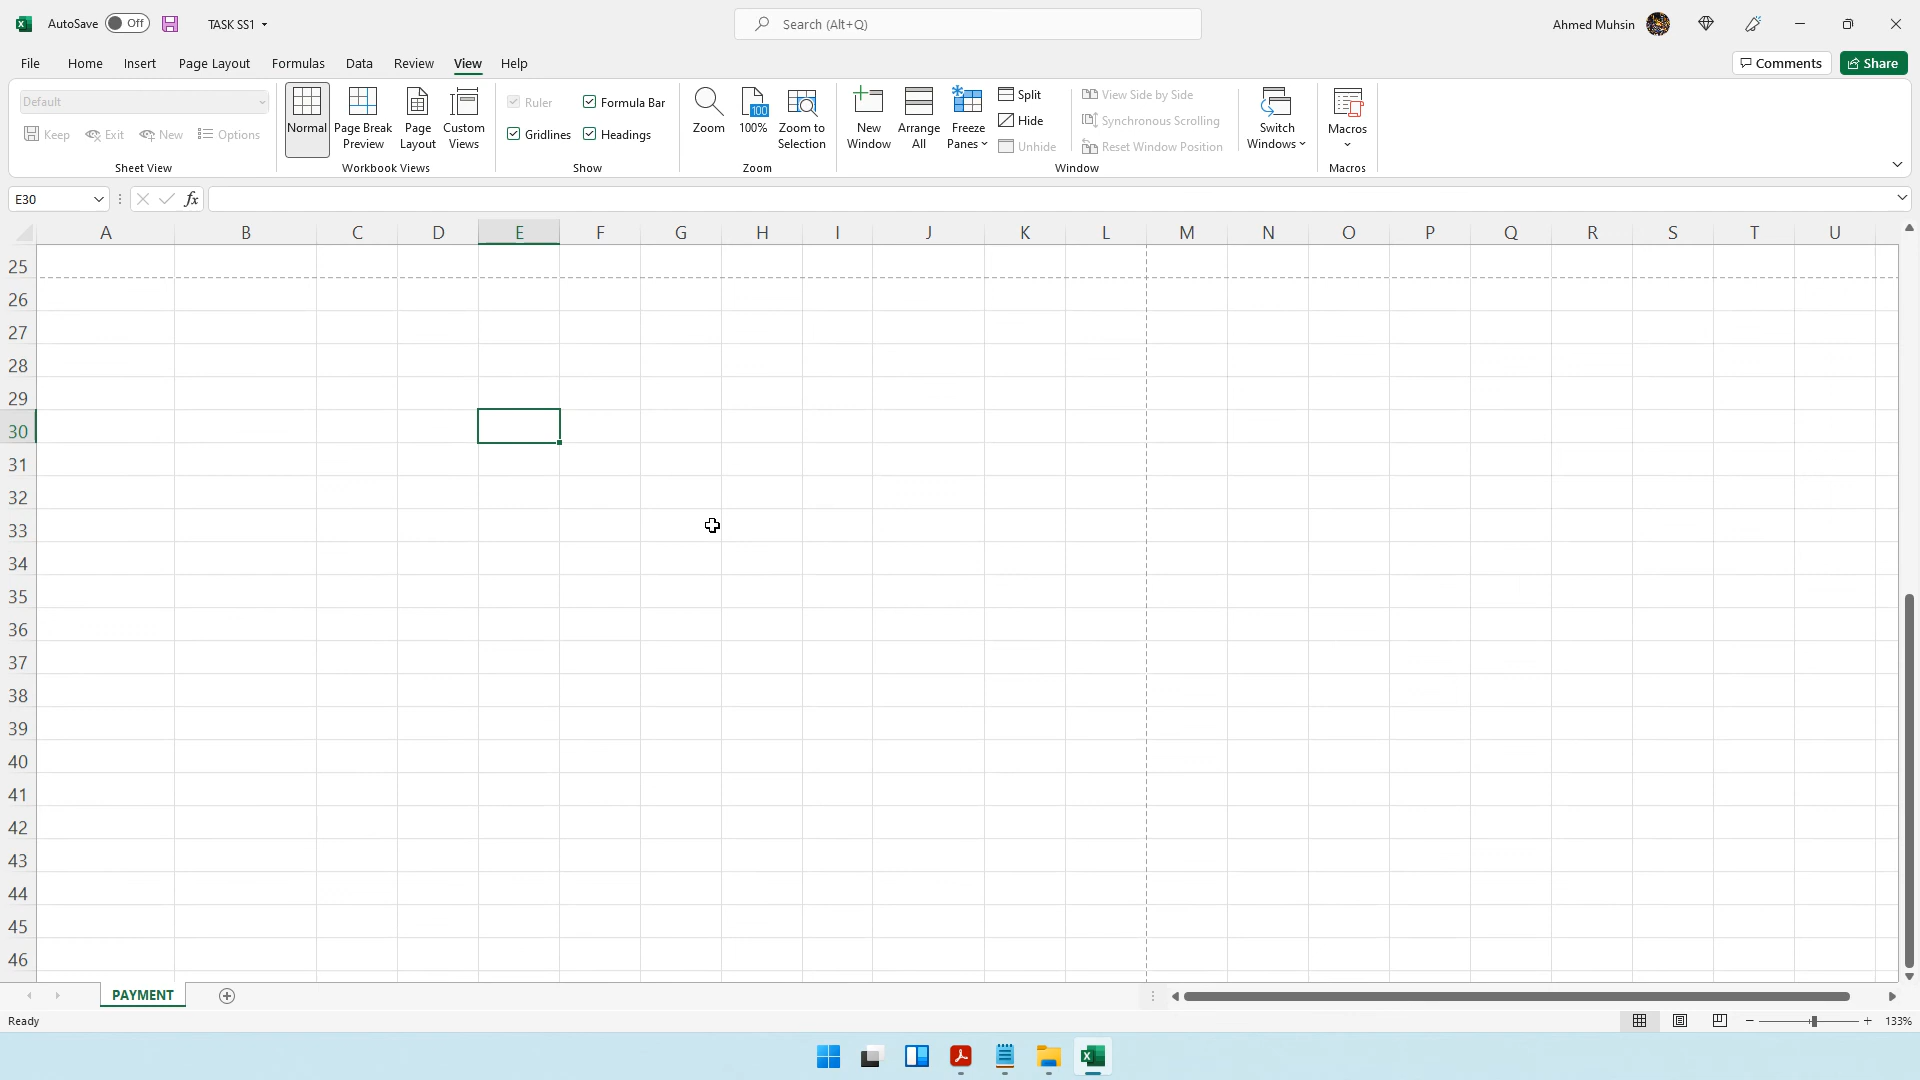 AutoSave Off TASK SS1 Search (Alt+Q) Ahmed Muhsin
File Home Insert Page Layout Formulas Data Review View Help Comments Share
Default
Keep Exit New Options
Sheet View
Normal Page Break Preview Page Layout Custom Views
Workbook Views
Ruler Formula Bar
Gridlines Headings
Show
Zoom 100 100% Zoom to Selection
Zoom
New Window Arrange All Freeze Panes
Split
Hide
Unhide
View Side by Side
Synchronous Scrolling
Reset Window Position
Switch Windows
Window
Macros
Macros
E30 fx
A B C D E F G H I J K L M N O P Q R S T U
25
26
27
28
29
30
31
32
33
34
35
36
37
38
39
40
41
42
43
44
45
46
PAYMENT
Ready 133%